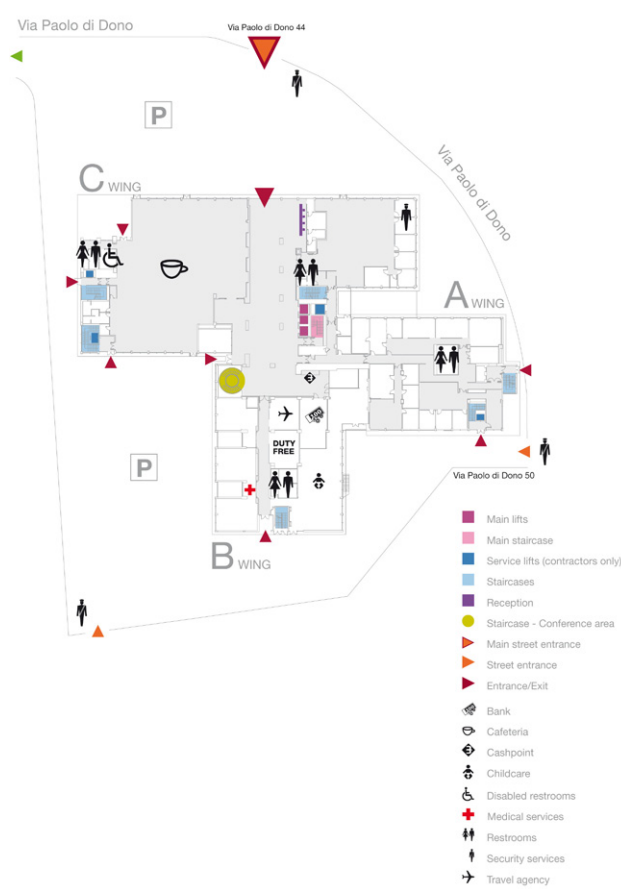 Via Paolo di Dono
Via Paolo di Dono 44
P
Via Paolo di Dono
C WING
A WING
DUTY
FREE
P
Via Paolo di Dono 50
B WING
Main lifts
Main staircase
Service lifts (contractors only)
Staircases
Reception
Staircase - Conference area
Main street entrance
Street entrance
Entrance/Exit
Bank
Cafeteria
Cashpoint
Childcare
Disabled restrooms
Medical services
Restrooms
Security services
Travel agency